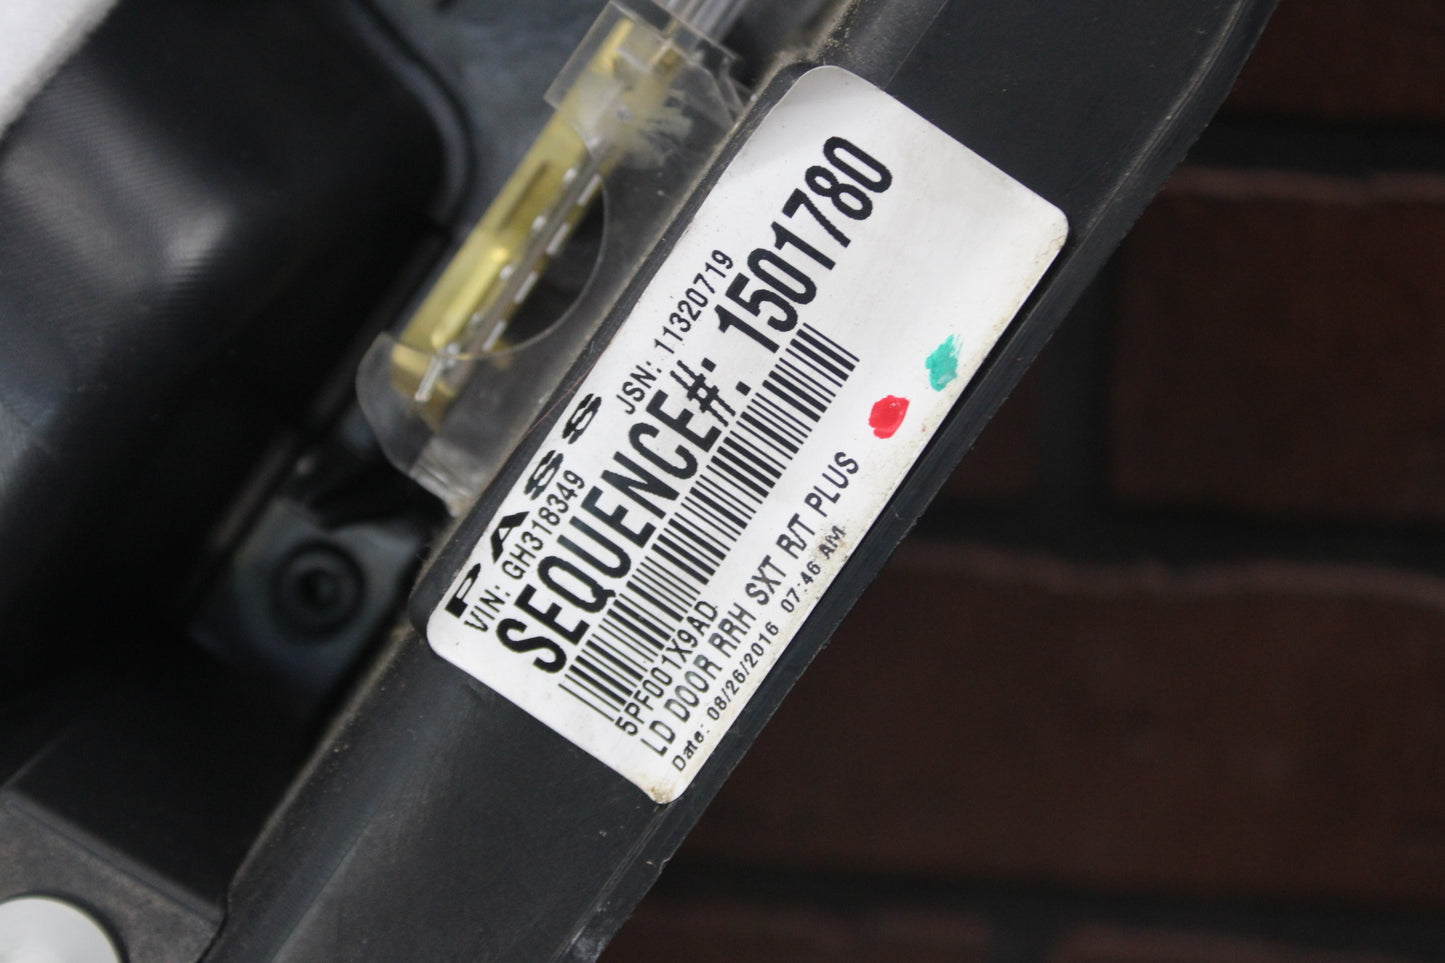 PASS
VIN: GH318349 JSN: 11320719
SEQUENCE#: 1501780
5PF001X9AD
LD DOOR RRH SXT R/T PLUS
Date: 08/26/2016 07:46 AM